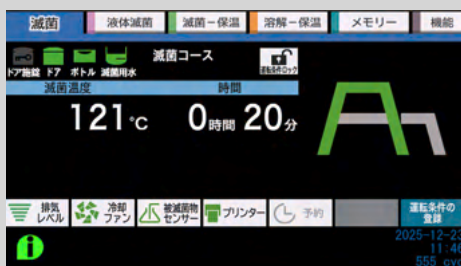 滅菌
液体滅菌
滅菌－保温
溶解－保温
メモリー
機能
ドア施錠 ドア ボトル 滅菌用水
滅菌コース
運転条件ロック
滅菌温度 時間
121℃ 0時間20分
排気
レベル
冷却
ファン
被滅菌物
センサー
プリンター
予約
運転条件の
登録
2025-12-23
11:46
555 cyc